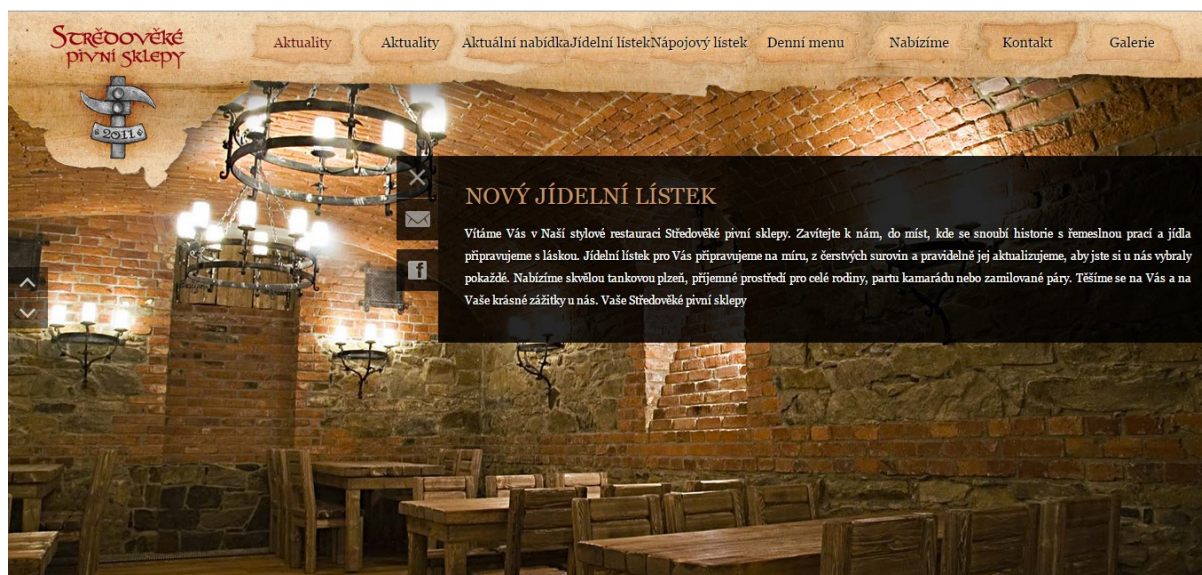 Středověké
pivní sklepy
2011
Aktuality Aktuality Aktuální nabídka Jídelní lístek Nápojový lístek Denní menu Nabízíme Kontakt Galerie
NOVÝ JÍDELNÍ LÍSTEK
Vítáme Vás v Naší stylové restauraci Středověké pivní sklepy. Zavítejte k nám, do míst, kde se snoubí historie s řemeslnou prací a jídla
připravujeme s láskou. Jídelní lístek pro Vás připravujeme na míru, z čerstvých surovin a pravidelně jej aktualizujeme, aby jste si u nás vybraly
pokaždé. Nabízíme skvělou tankovou plzeň, příjemné prostředí pro celé rodiny, partu kamarádu nebo zamilované páry. Těšíme se na Vás a na
Vaše krásné zážitky u nás. Vaše Středověké pivní sklepy